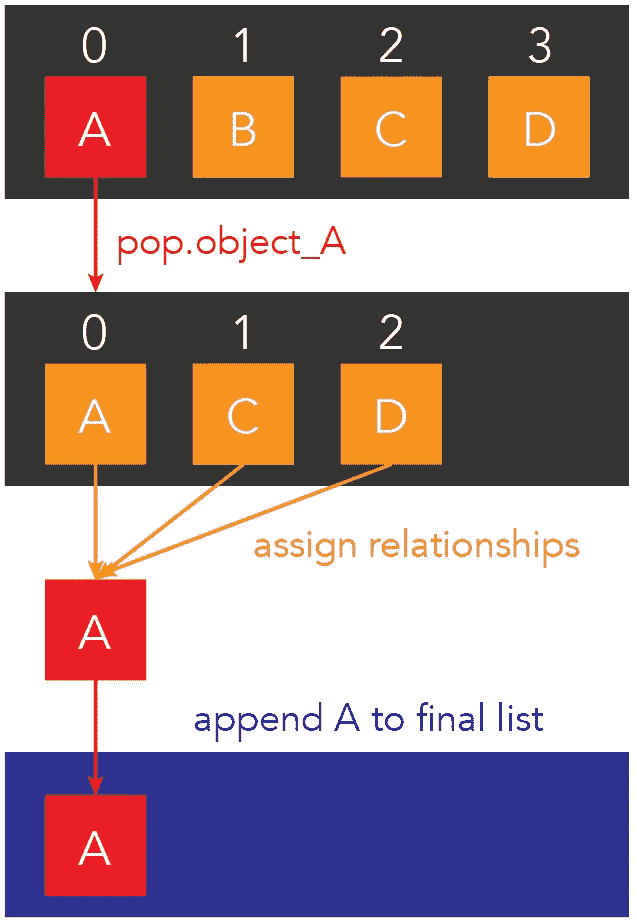 0 1 2 3
A B C D
pop.object_A
0 1 2
A C D
assign relationships
A
append A to final list
A